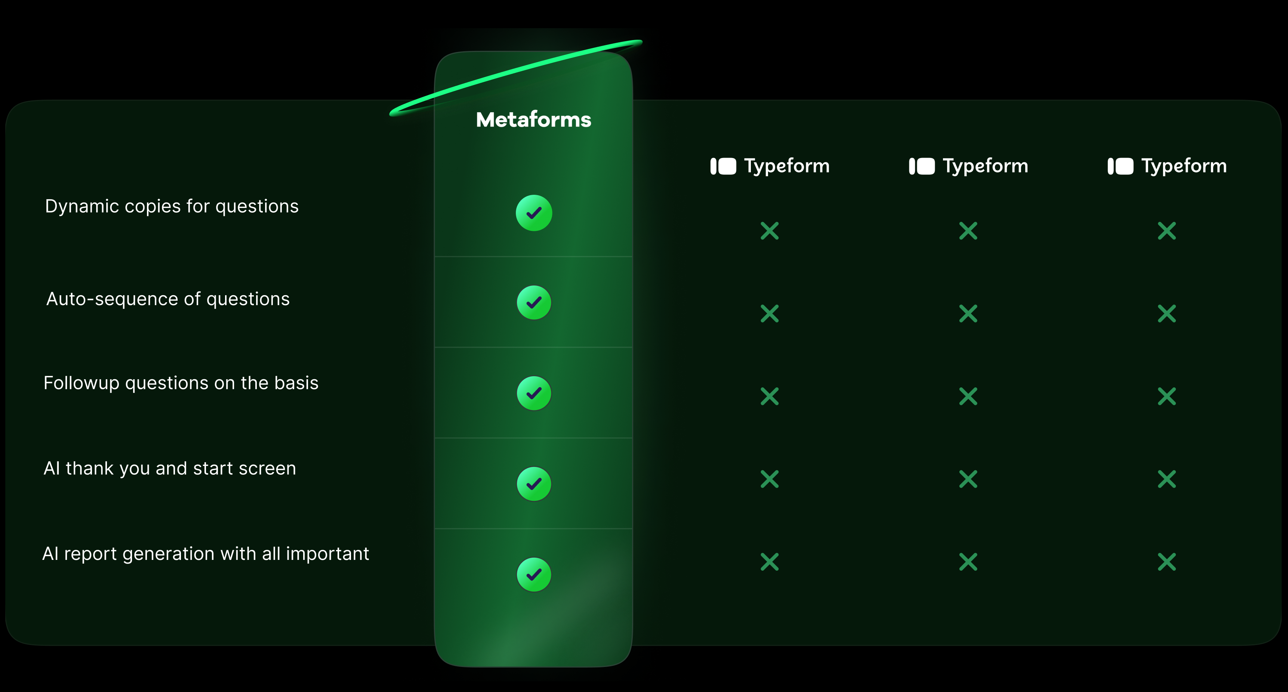 Metaforms
Typeform Typeform Typeform
Dynamic copies for questions
Auto-sequence of questions
Followup questions on the basis
AI thank you and start screen
AI report generation with all important